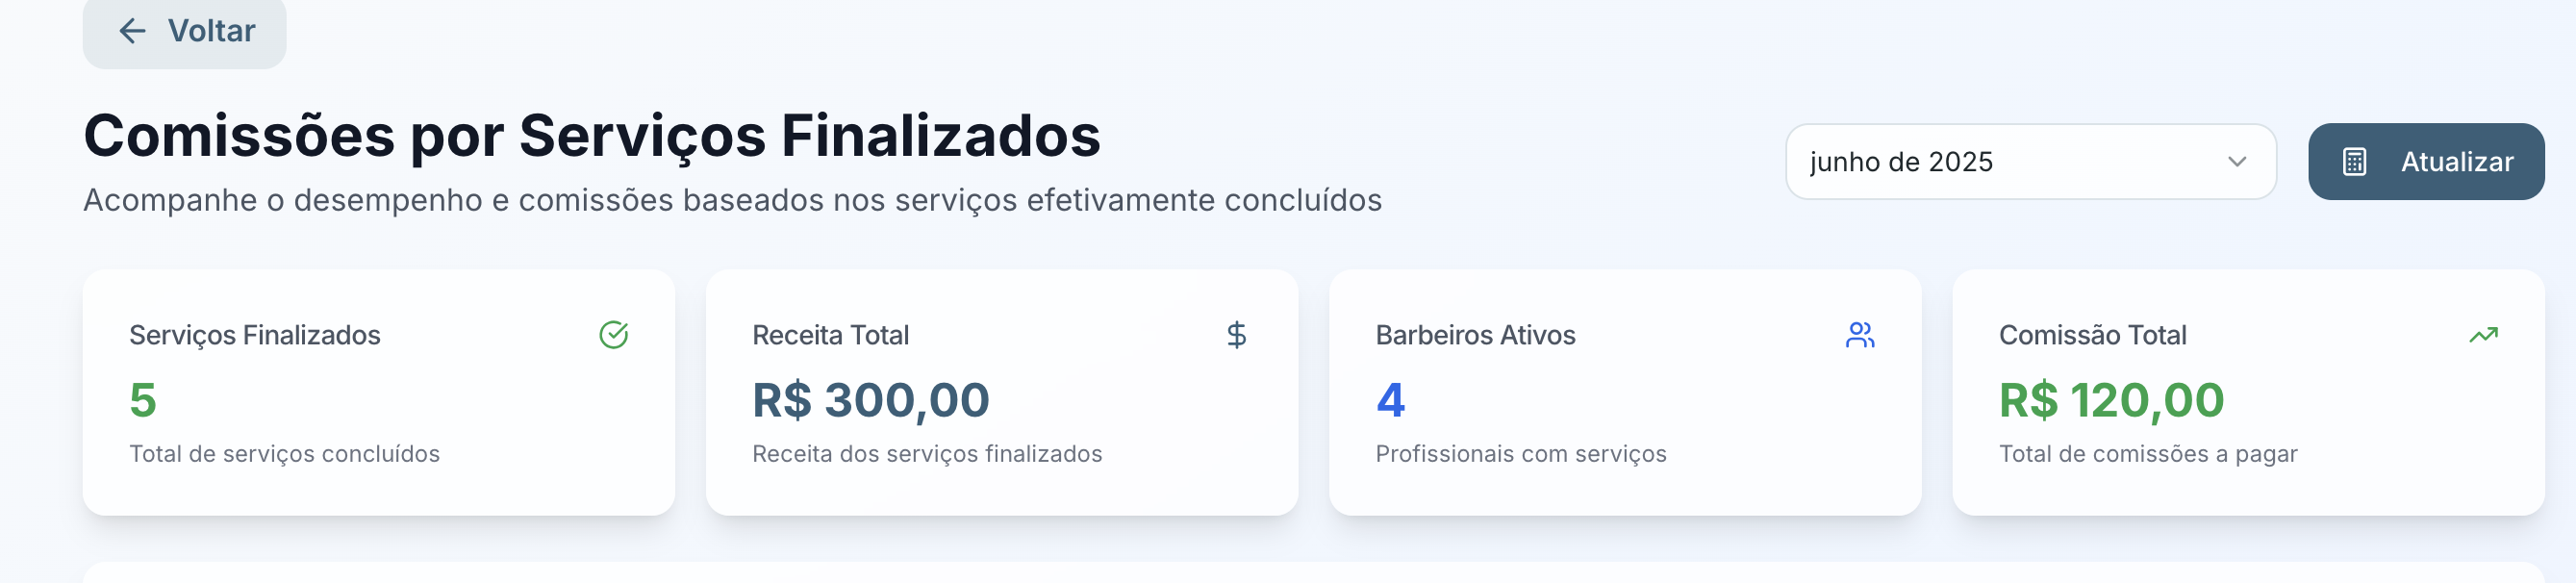 Voltar
Comissões por Serviços Finalizados
Acompanhe o desempenho e comissões baseados nos serviços efetivamente concluídos
junho de 2025
Atualizar
Serviços Finalizados
5
Total de serviços concluídos
Receita Total
R$ 300,00
Receita dos serviços finalizados
Barbeiros Ativos
4
Profissionais com serviços
Comissão Total
R$ 120,00
Total de comissões a pagar